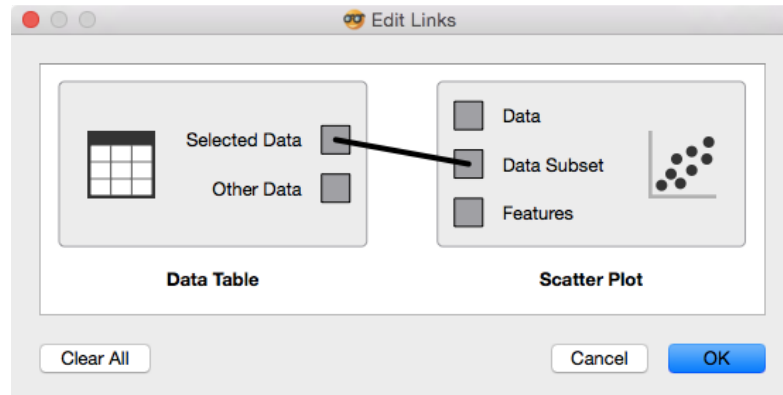 Edit Links
Selected Data
Other Data
Data Table
Data
Data Subset
Features
Scatter Plot
Clear All
Cancel
OK